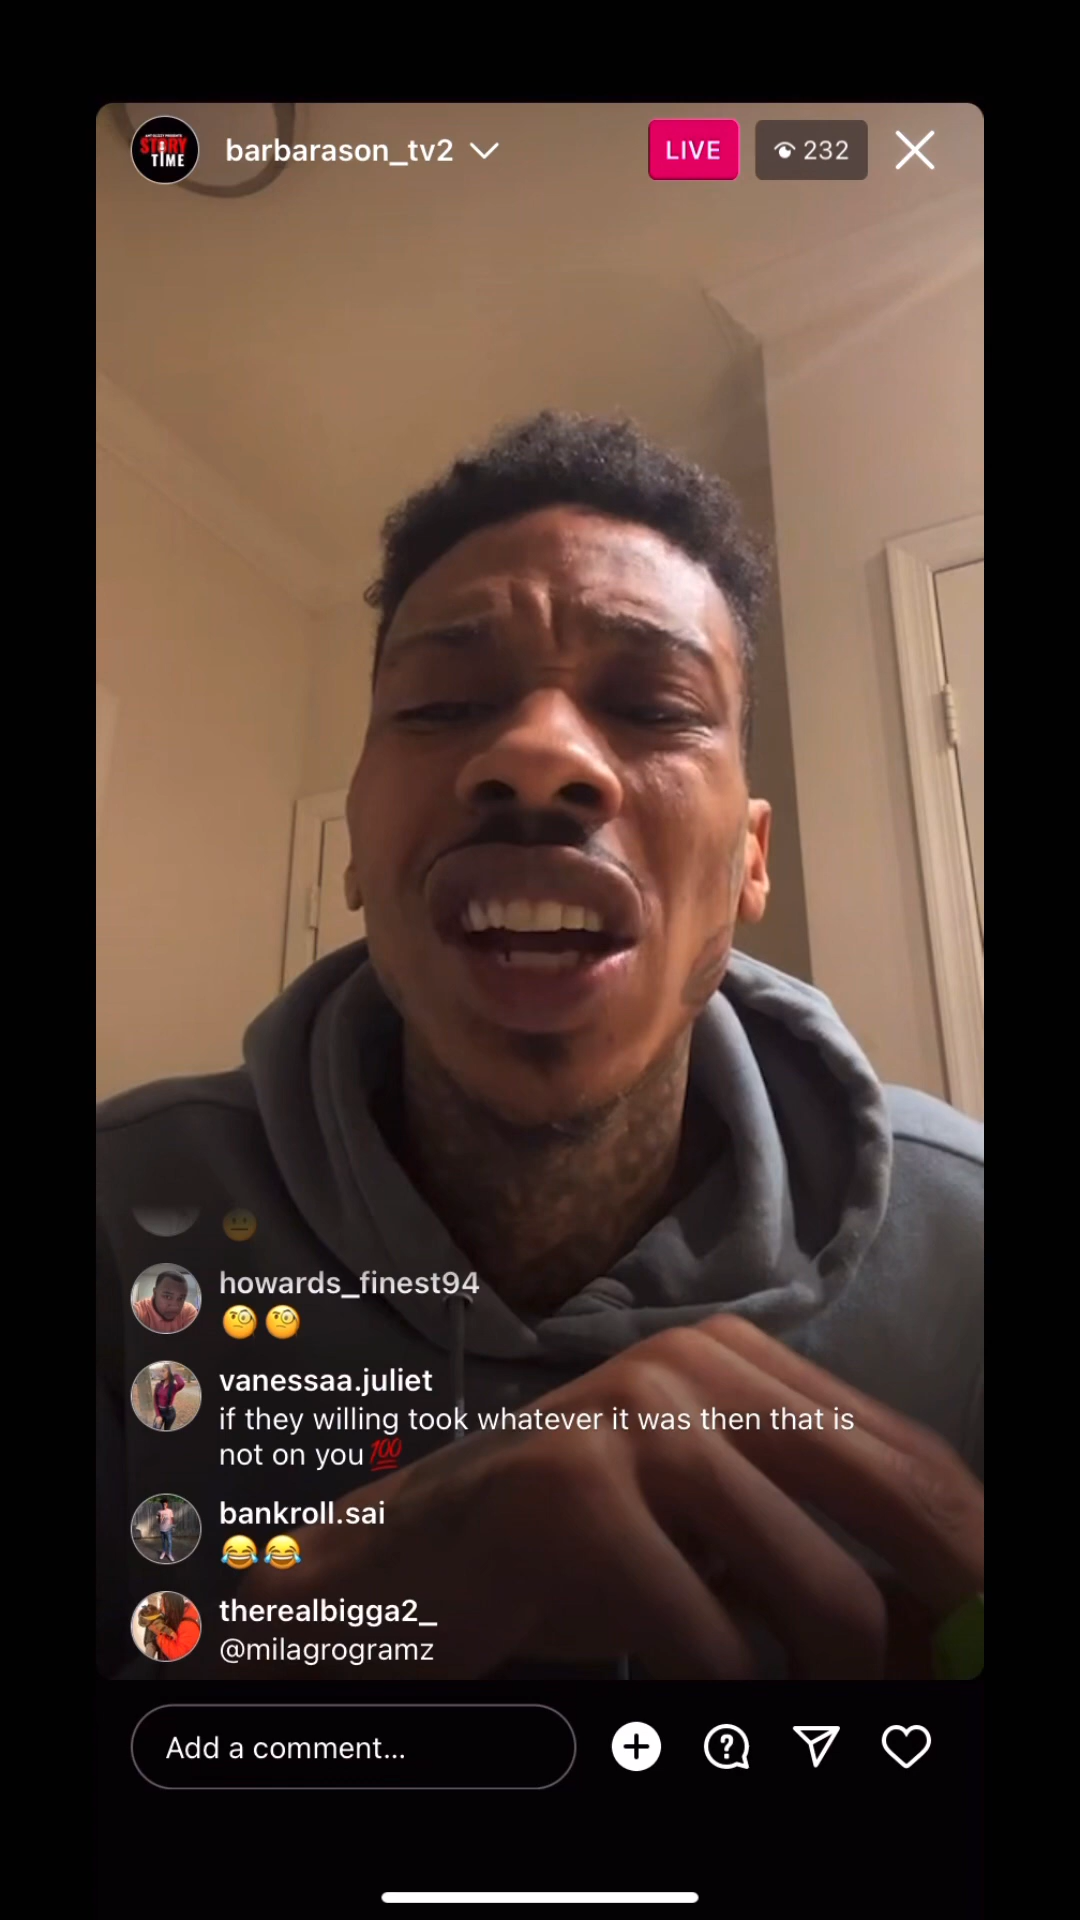 STORY
TIME
barbarason_tv2
LIVE
232
howards_finest94
vanessaa.juliet
if they willing took whatever it was then that is
not on you💯
bankroll.sai
therealbigga2_
@milagrogramz
Add a comment...